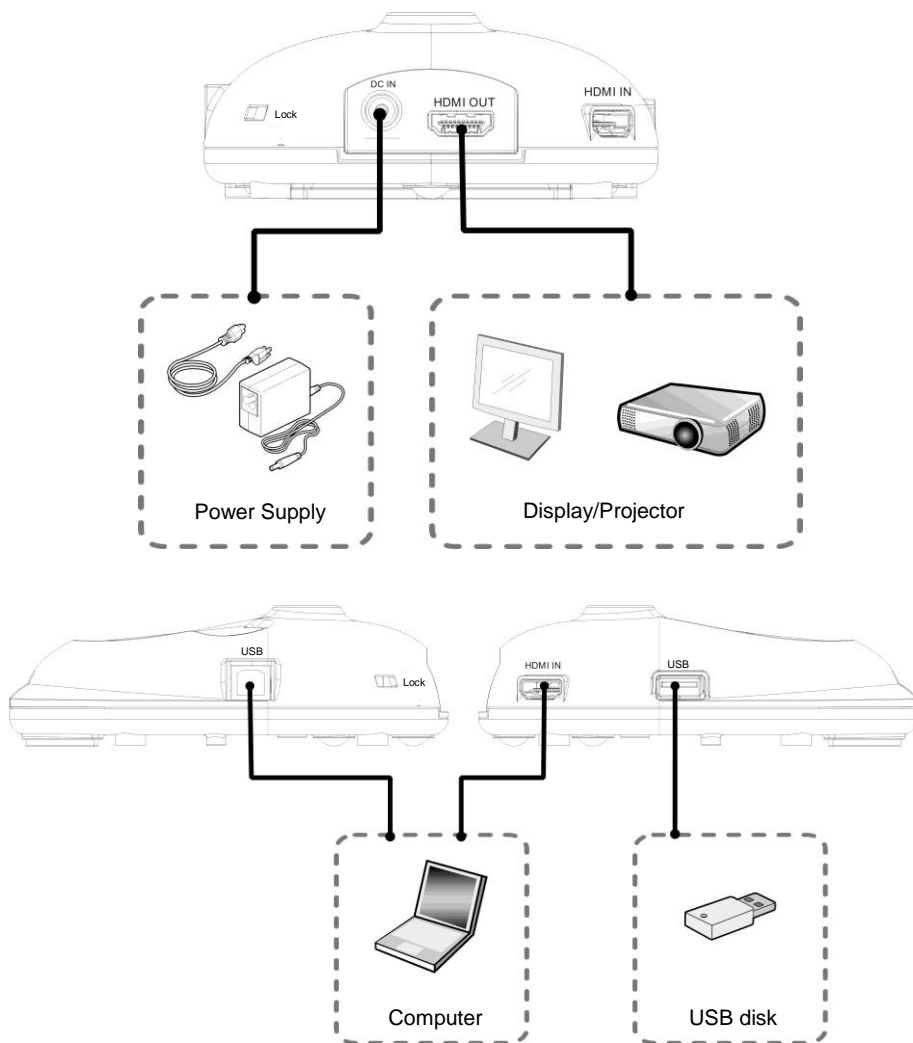 DC IN
HDMI OUT
HDMI IN
Lock
Power Supply
Display/Projector
USB
Lock
HDMI IN
USB
Computer
USB disk